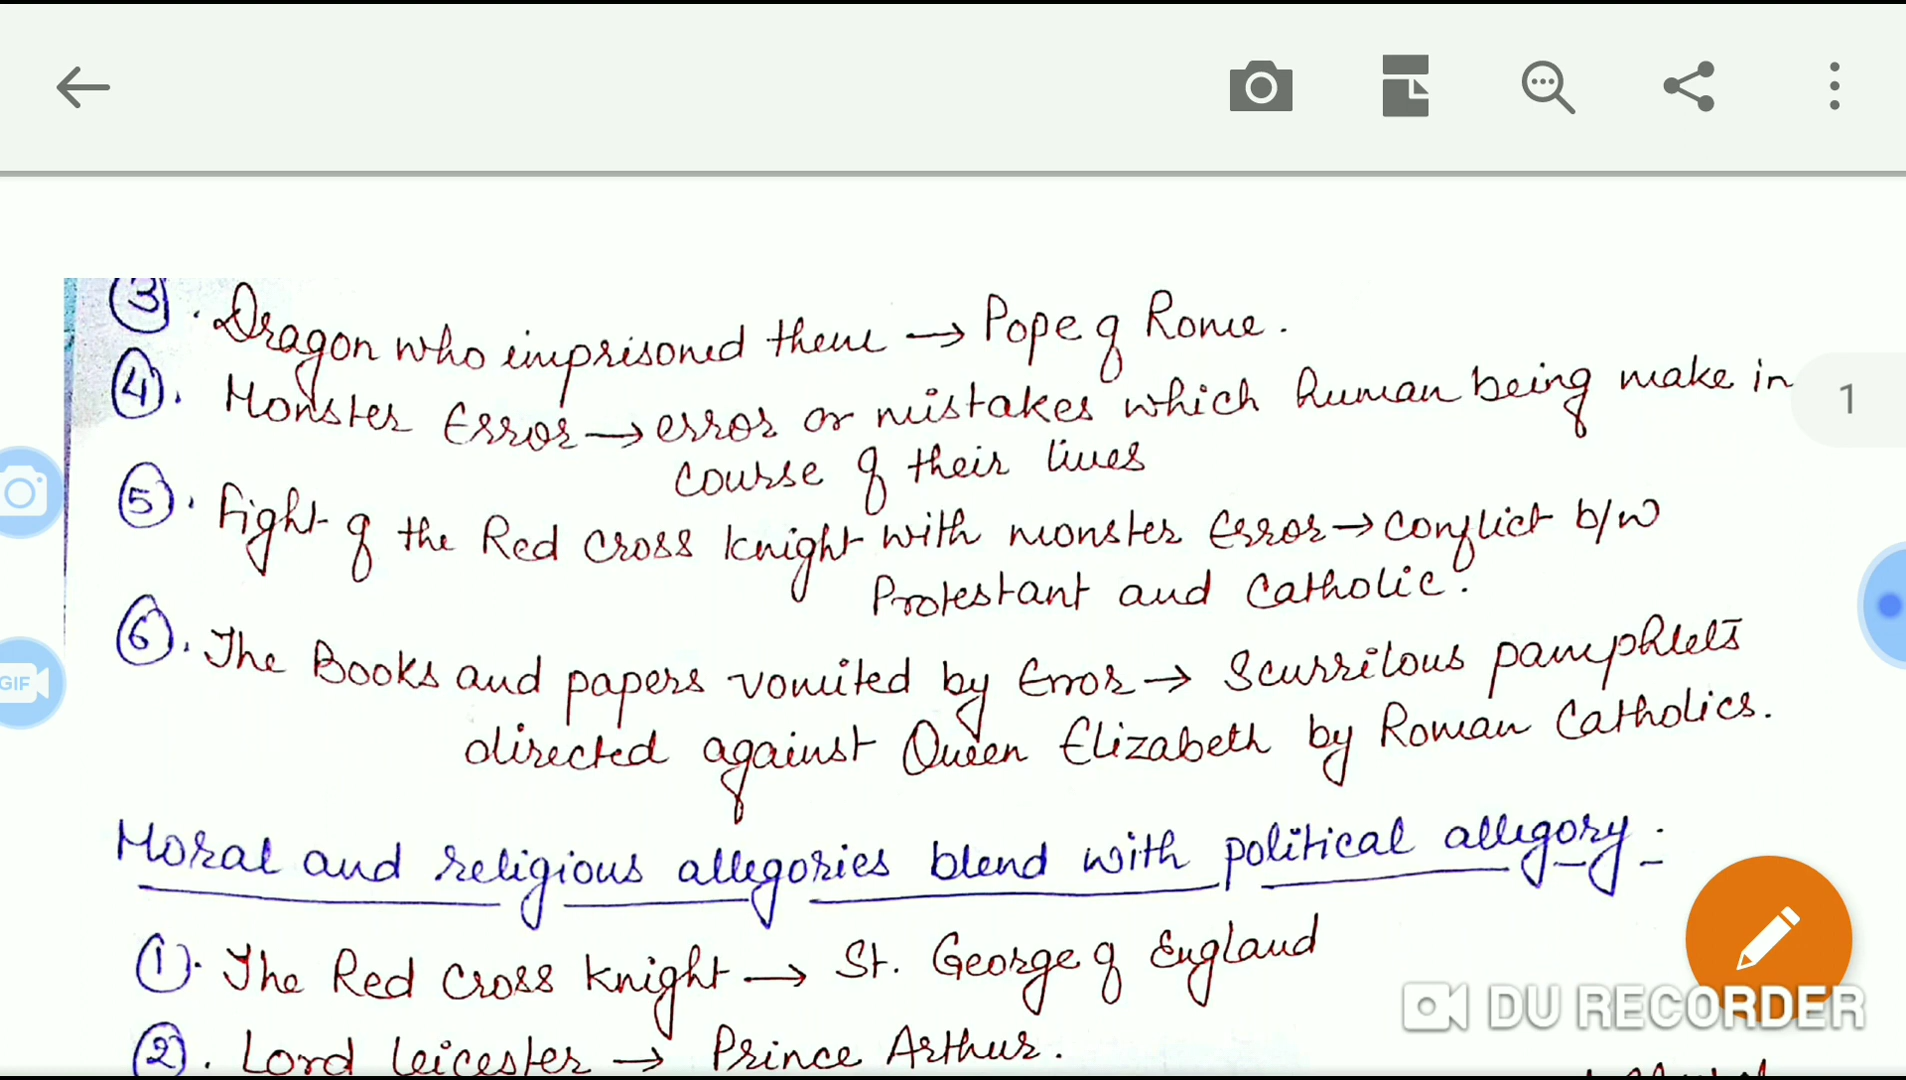 1
③. Dragon who imprisoned them → Pope of Rome.
④. Monster Error → error or mistakes which human being make in
course of their lives
⑤. Fight of the Red Cross Knight with monster Error → Conflict b/w
Protestant and Catholic.
⑥. The Books and papers vomited by Error → Scurrilous pamphlets
directed against Queen Elizabeth by Roman Catholics.
Moral and religious allegories blend with political allegory :-
①. The Red Cross Knight → St. George of England
②. Lord Leicester → Prince Arthur.
GIF
DU RECORDER